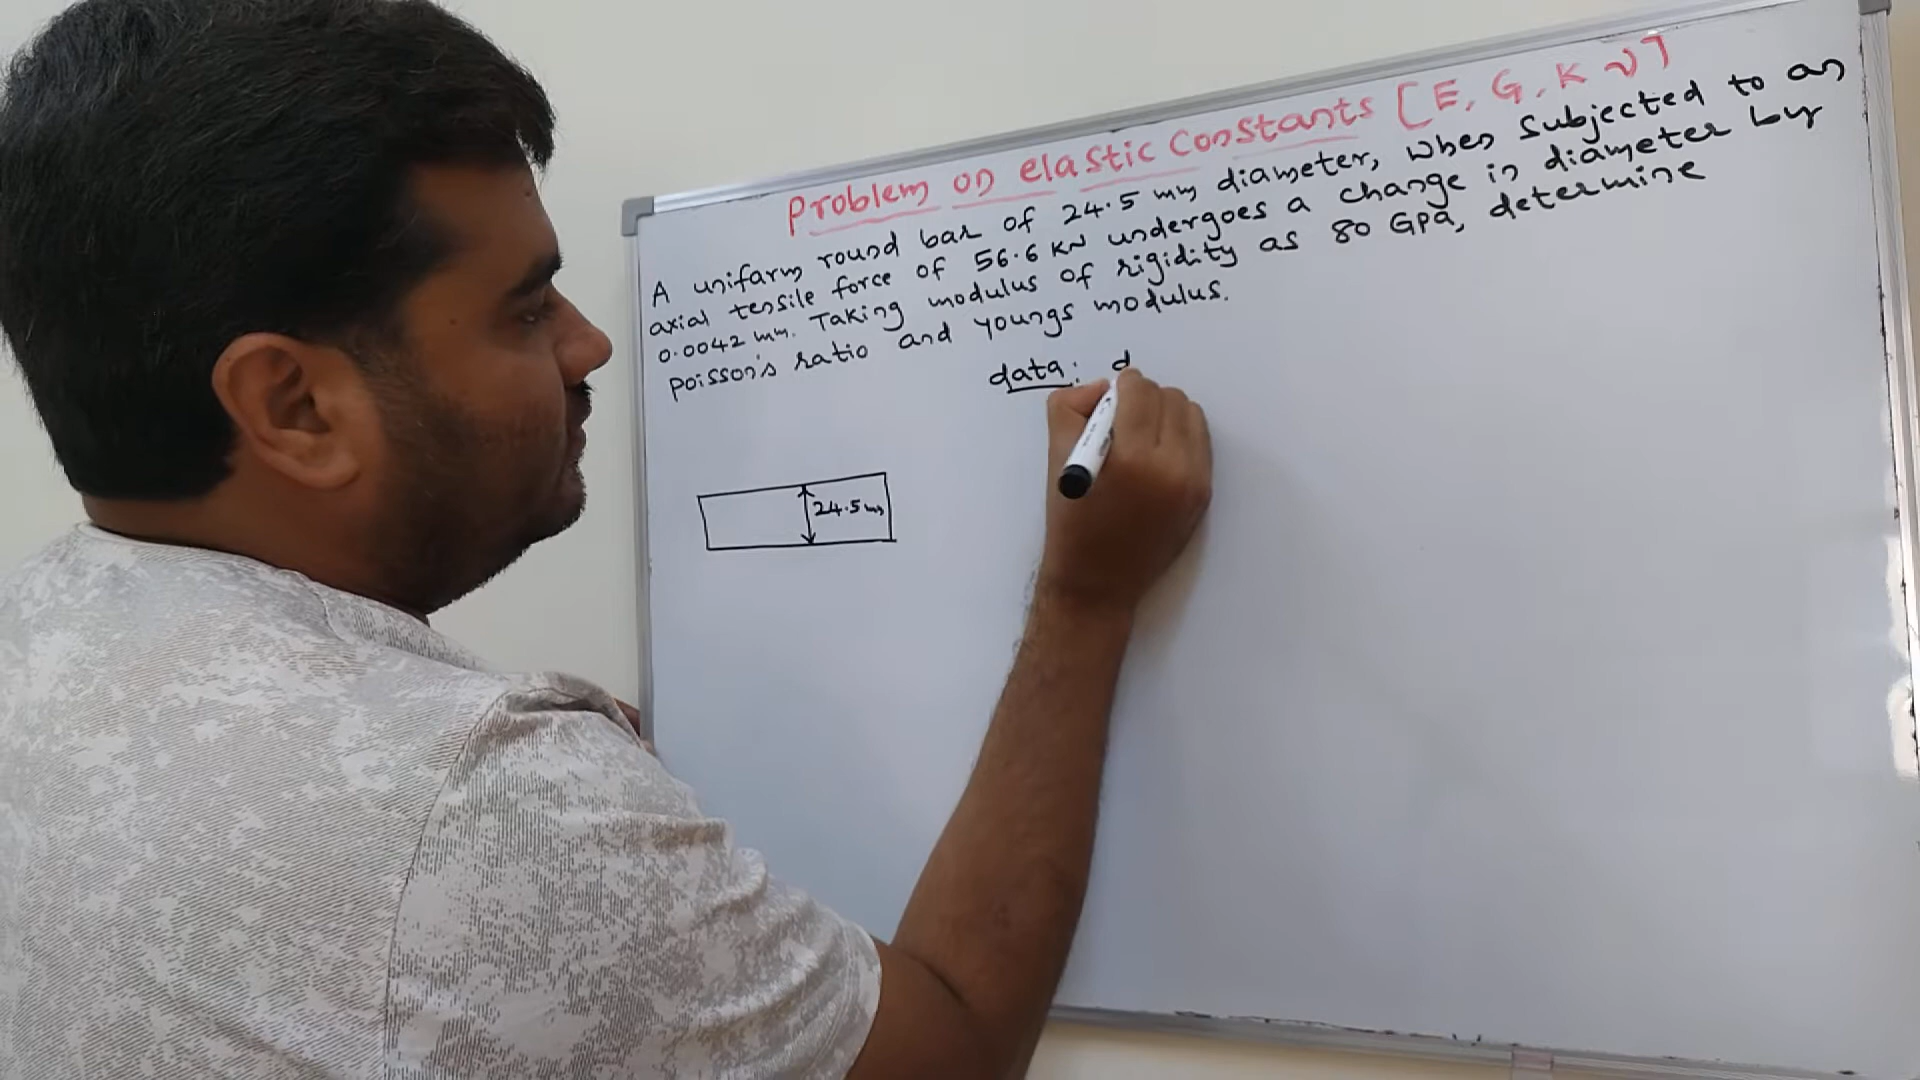 Problem on elastic constants [E, G, K ν]
A uniform round bar of 24.5 mm diameter, when subjected to an
axial tensile force of 56.6 KN undergoes a change in diameter by
0.0042 mm. Taking modulus of rigidity as 80 GPa, determine
poisson's ratio and youngs modulus.
data: d
24.5 mm